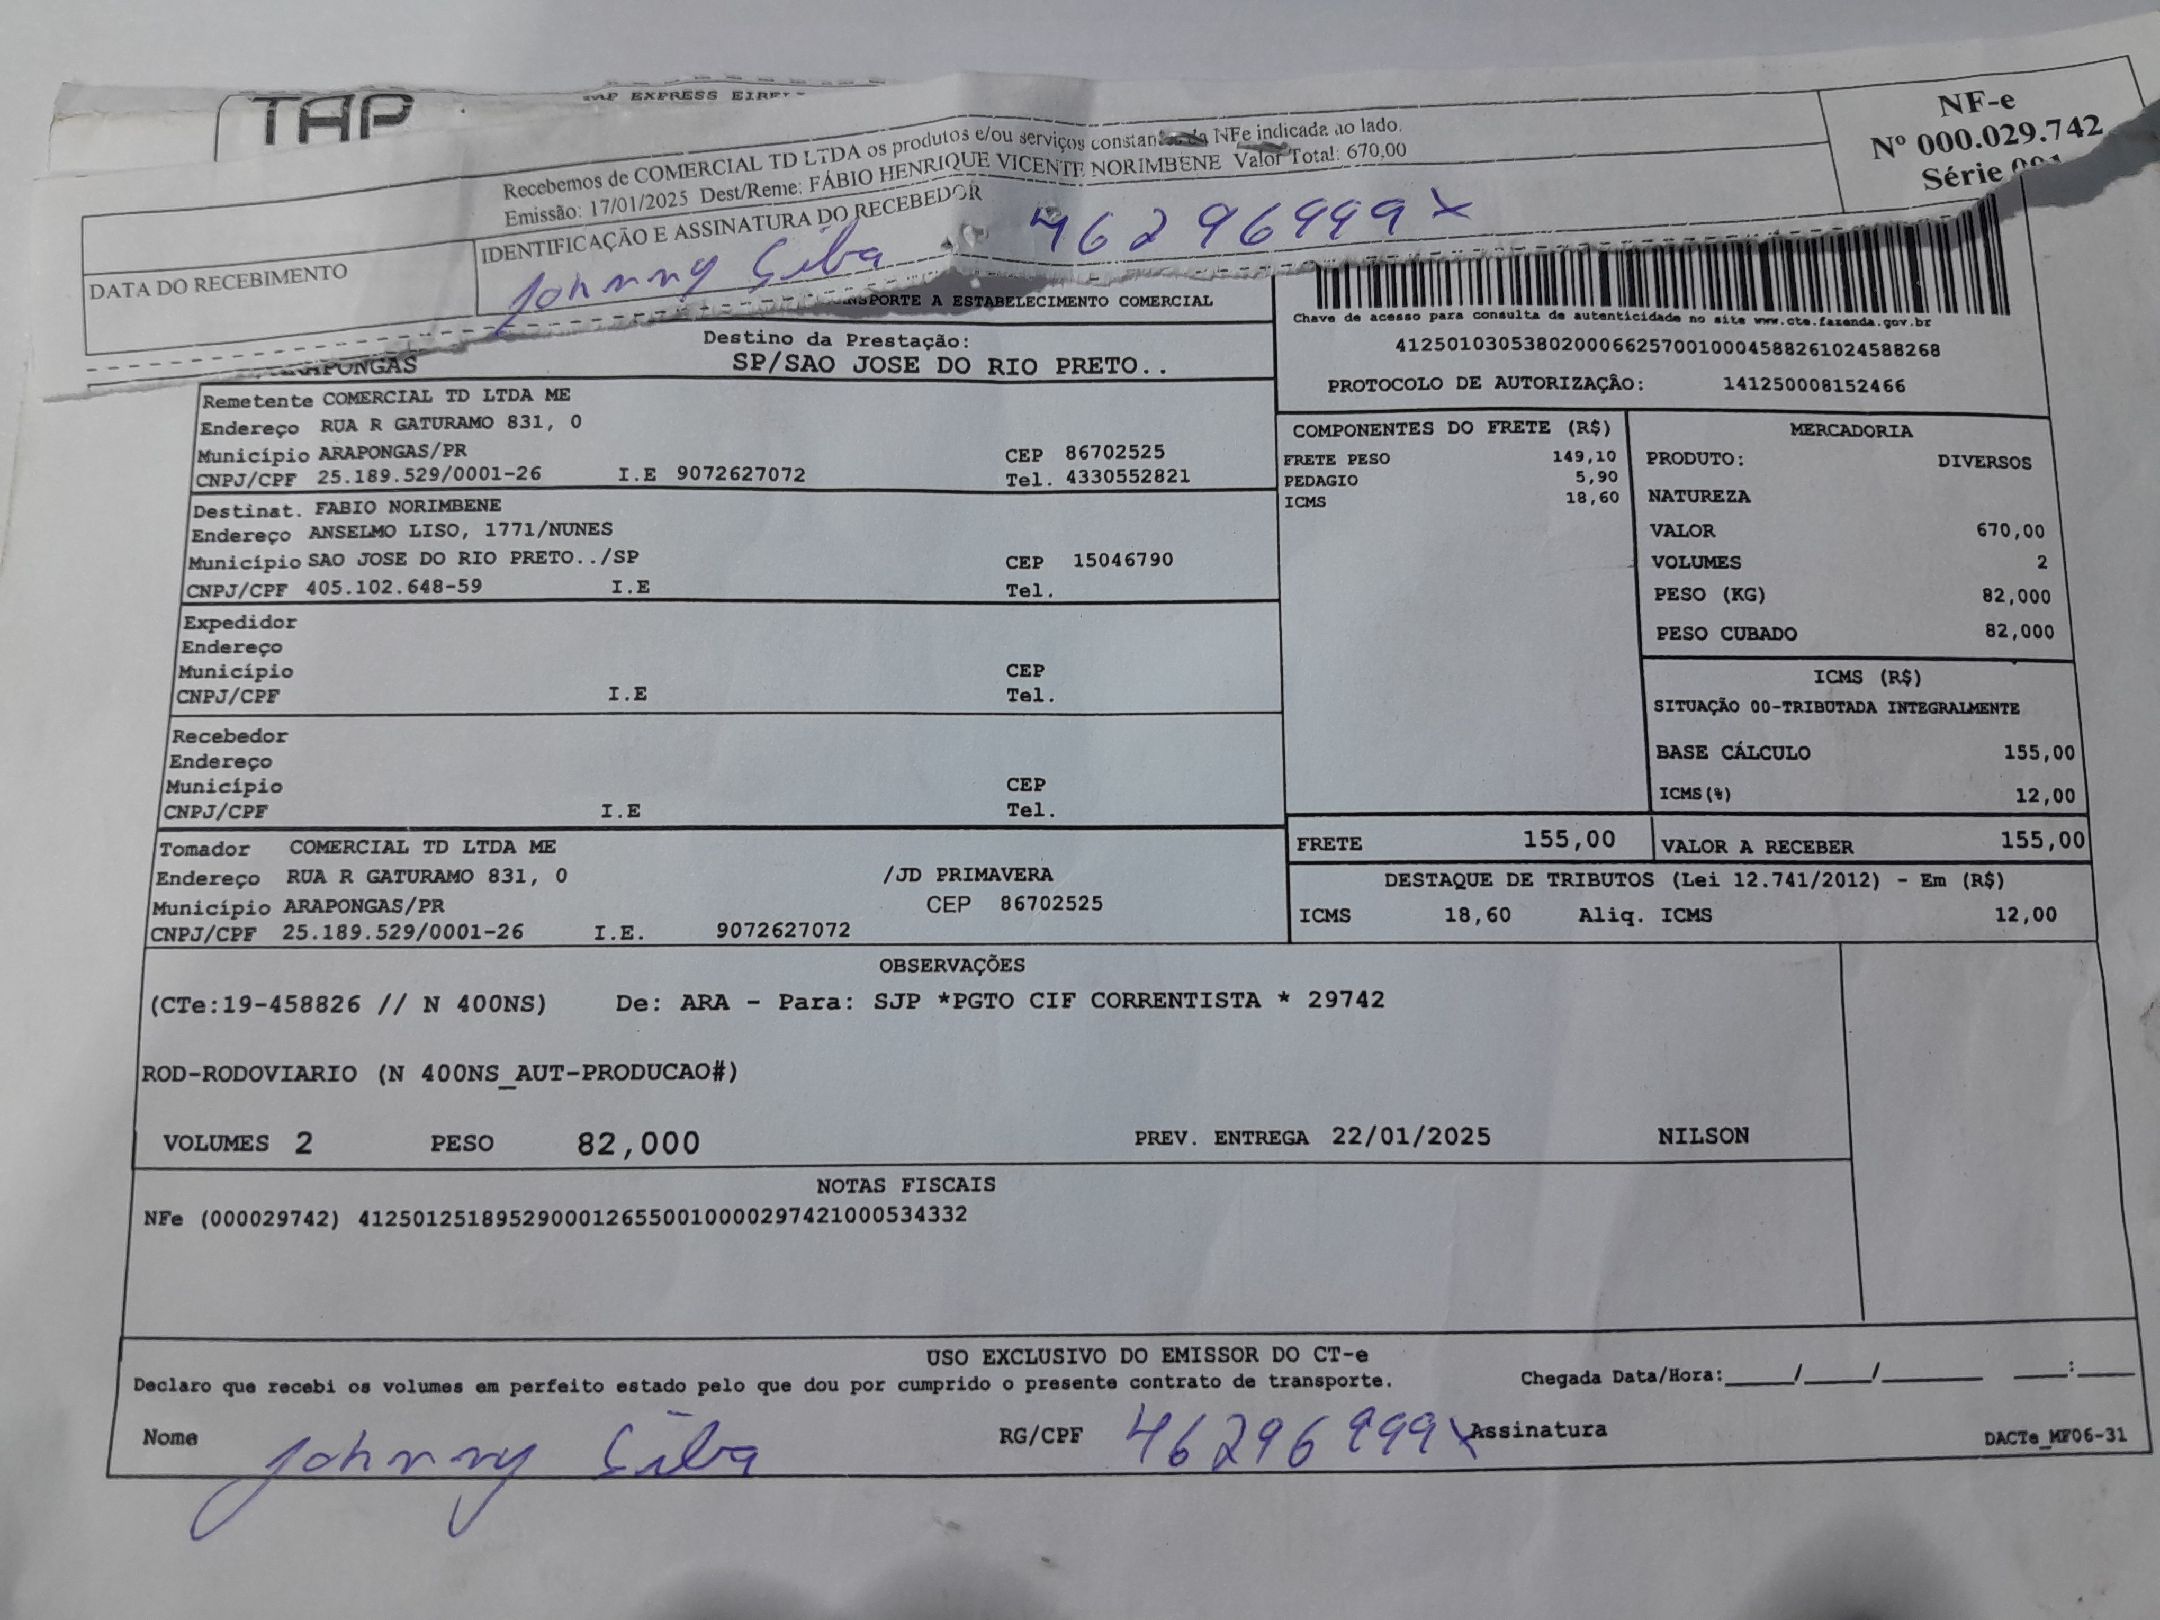 TAP
EXPRESS
Recebemos de COMERCIAL TD LTDA os produtos e/ou serviços constantes da NFe indicada ao lado.
Emissão: 17/01/2025 Dest/Reme: FÁBIO HENRIQUE VICENTE NORIMBENE Valor Total: 670,00
NF-e
Nº 000.029.742
Série
DATA DO RECEBIMENTO
IDENTIFICAÇÃO E ASSINATURA DO RECEBEDOR
Johnny Silva 46296999x
A ESTABELECIMENTO COMERCIAL
Destino da Prestação:
ARAPONGAS SP/SAO JOSE DO RIO PRETO..
Chave de acesso para consulta de autenticidade no site www.cte.fazenda.gov.br
41250103053802000662570010004588261024588268
PROTOCOLO DE AUTORIZAÇÃO: 141250008152466
Remetente COMERCIAL TD LTDA ME
Endereço RUA R GATURAMO 831, 0
Município ARAPONGAS/PR CEP 86702525
CNPJ/CPF 25.189.529/0001-26 I.E 9072627072 Tel. 4330552821
Destinat. FABIO NORIMBENE
Endereço ANSELMO LISO, 1771/NUNES
Município SAO JOSE DO RIO PRETO../SP CEP 15046790
CNPJ/CPF 405.102.648-59 I.E Tel.
Expedidor
Endereço
Município CEP
CNPJ/CPF I.E Tel.
Recebedor
Endereço
Município CEP
CNPJ/CPF I.E Tel.
Tomador COMERCIAL TD LTDA ME
Endereço RUA R GATURAMO 831, 0 /JD PRIMAVERA
Município ARAPONGAS/PR CEP 86702525
CNPJ/CPF 25.189.529/0001-26 I.E. 9072627072
COMPONENTES DO FRETE (R$)
FRETE PESO 149,10
PEDAGIO 5,90
ICMS 18,60
MERCADORIA
PRODUTO: DIVERSOS
NATUREZA
VALOR 670,00
VOLUMES 2
PESO (KG) 82,000
PESO CUBADO 82,000
ICMS (R$)
SITUAÇÃO 00-TRIBUTADA INTEGRALMENTE
BASE CÁLCULO 155,00
ICMS(%) 12,00
FRETE 155,00 VALOR A RECEBER 155,00
DESTAQUE DE TRIBUTOS (Lei 12.741/2012) - Em (R$)
ICMS 18,60 Aliq. ICMS 12,00
OBSERVAÇÕES
(CTe:19-458826 // N 400NS) De: ARA - Para: SJP *PGTO CIF CORRENTISTA * 29742
ROD-RODOVIARIO (N 400NS_AUT-PRODUCAO#)
VOLUMES 2 PESO 82,000 PREV. ENTREGA 22/01/2025 NILSON
NOTAS FISCAIS
NFe (000029742) 41250125189529000126550010000297421000534332
USO EXCLUSIVO DO EMISSOR DO CT-e
Declaro que recebi os volumes em perfeito estado pelo que dou por cumprido o presente contrato de transporte. Chegada Data/Hora:____/____/______ ___:___
Nome Johnny Silva RG/CPF 46296999x Assinatura DACTe_MF06-31